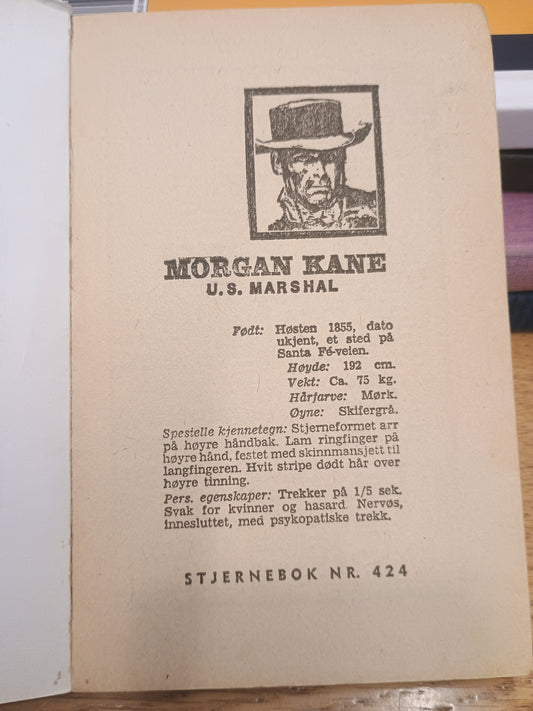 MORGAN KANE
U.S. MARSHAL
Født: Høsten 1855, dato
ukjent, et sted på
Santa Fé-veien.
Høyde: 192 cm.
Vekt: Ca. 75 kg.
Hårfarve: Mørk.
Øyne: Skifergrå.
Spesielle kjennetegn: Stjerneformet arr
på høyre håndbak. Lam ringfinger på
høyre hånd, festet med skinnmansjett til
langfingeren. Hvit stripe dødt hår over
høyre tinning.
Pers. egenskaper: Trekker på 1/5 sek.
Svak for kvinner og hasard. Nervøs,
innesluttet, med psykopatiske trekk.
STJERNEBOK NR. 424